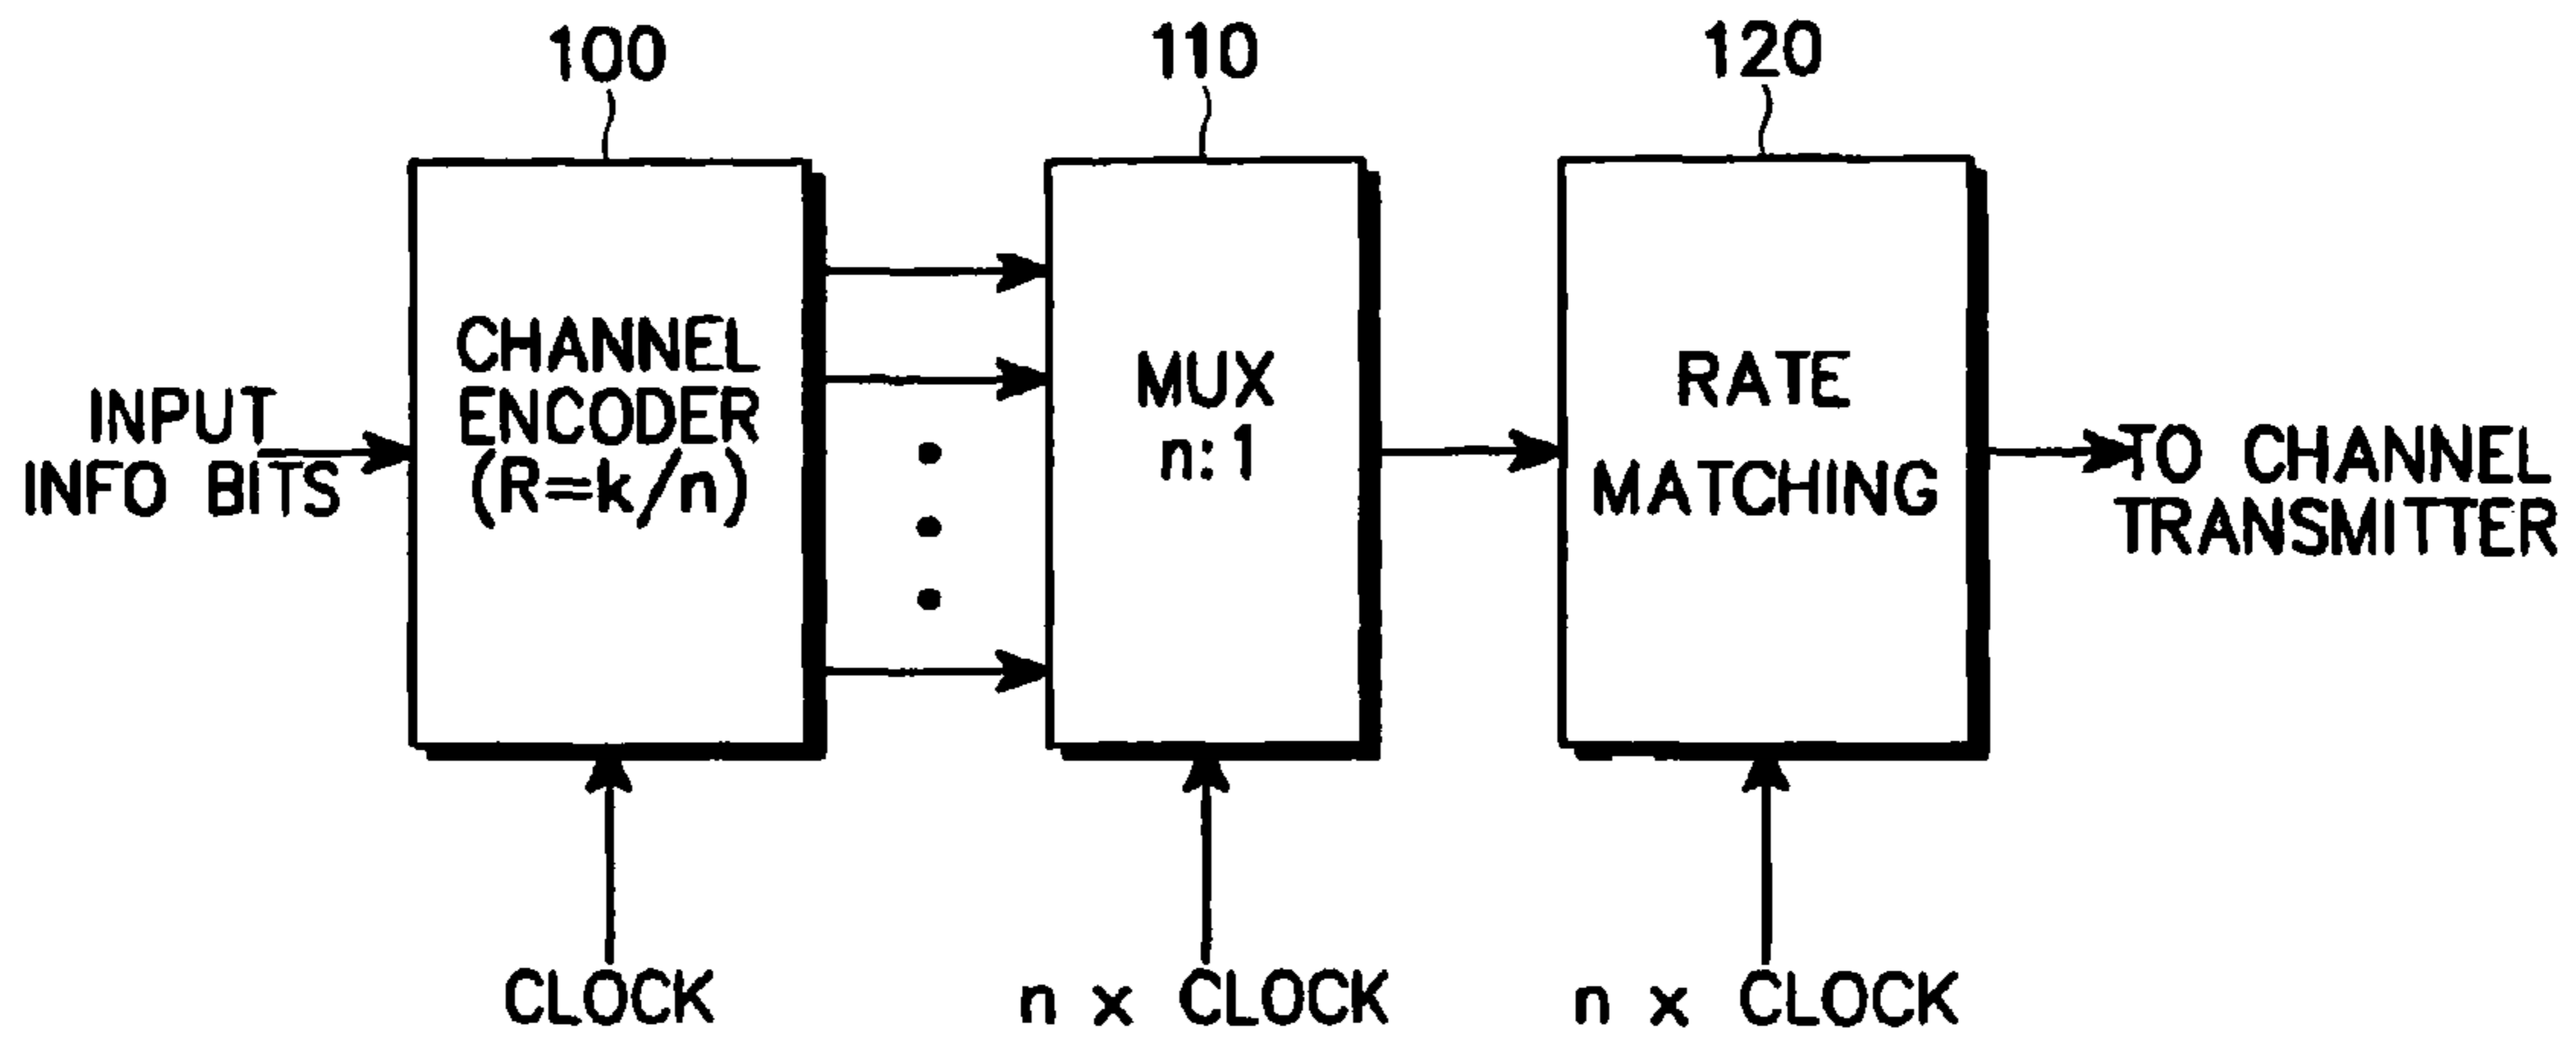 100
110
120
INPUT
INFO BITS
CHANNEL
ENCODER
(R=k/n)
MUX
n:1
RATE
MATCHING
TO CHANNEL
TRANSMITTER
CLOCK
n x CLOCK
n x CLOCK